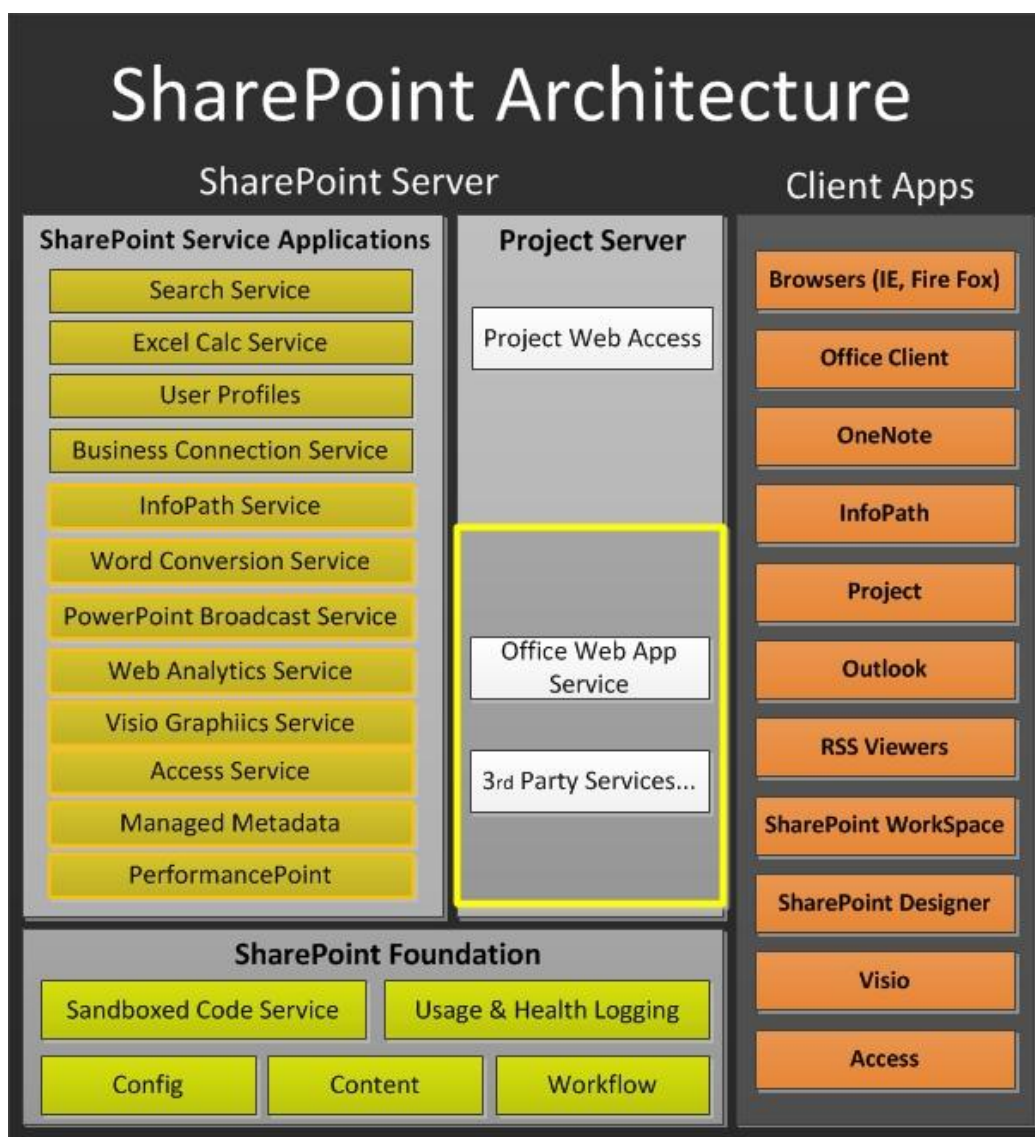 SharePoint Architecture
SharePoint Server
Client Apps
SharePoint Service Applications
Search Service
Excel Calc Service
User Profiles
Business Connection Service
InfoPath Service
Word Conversion Service
PowerPoint Broadcast Service
Web Analytics Service
Visio Graphiics Service
Access Service
Managed Metadata
PerformancePoint
Project Server
Project Web Access
Office Web App
Service
3rd Party Services...
Browsers (IE, Fire Fox)
Office Client
OneNote
InfoPath
Project
Outlook
RSS Viewers
SharePoint WorkSpace
SharePoint Designer
Visio
Access
SharePoint Foundation
Sandboxed Code Service
Usage & Health Logging
Config
Content
Workflow